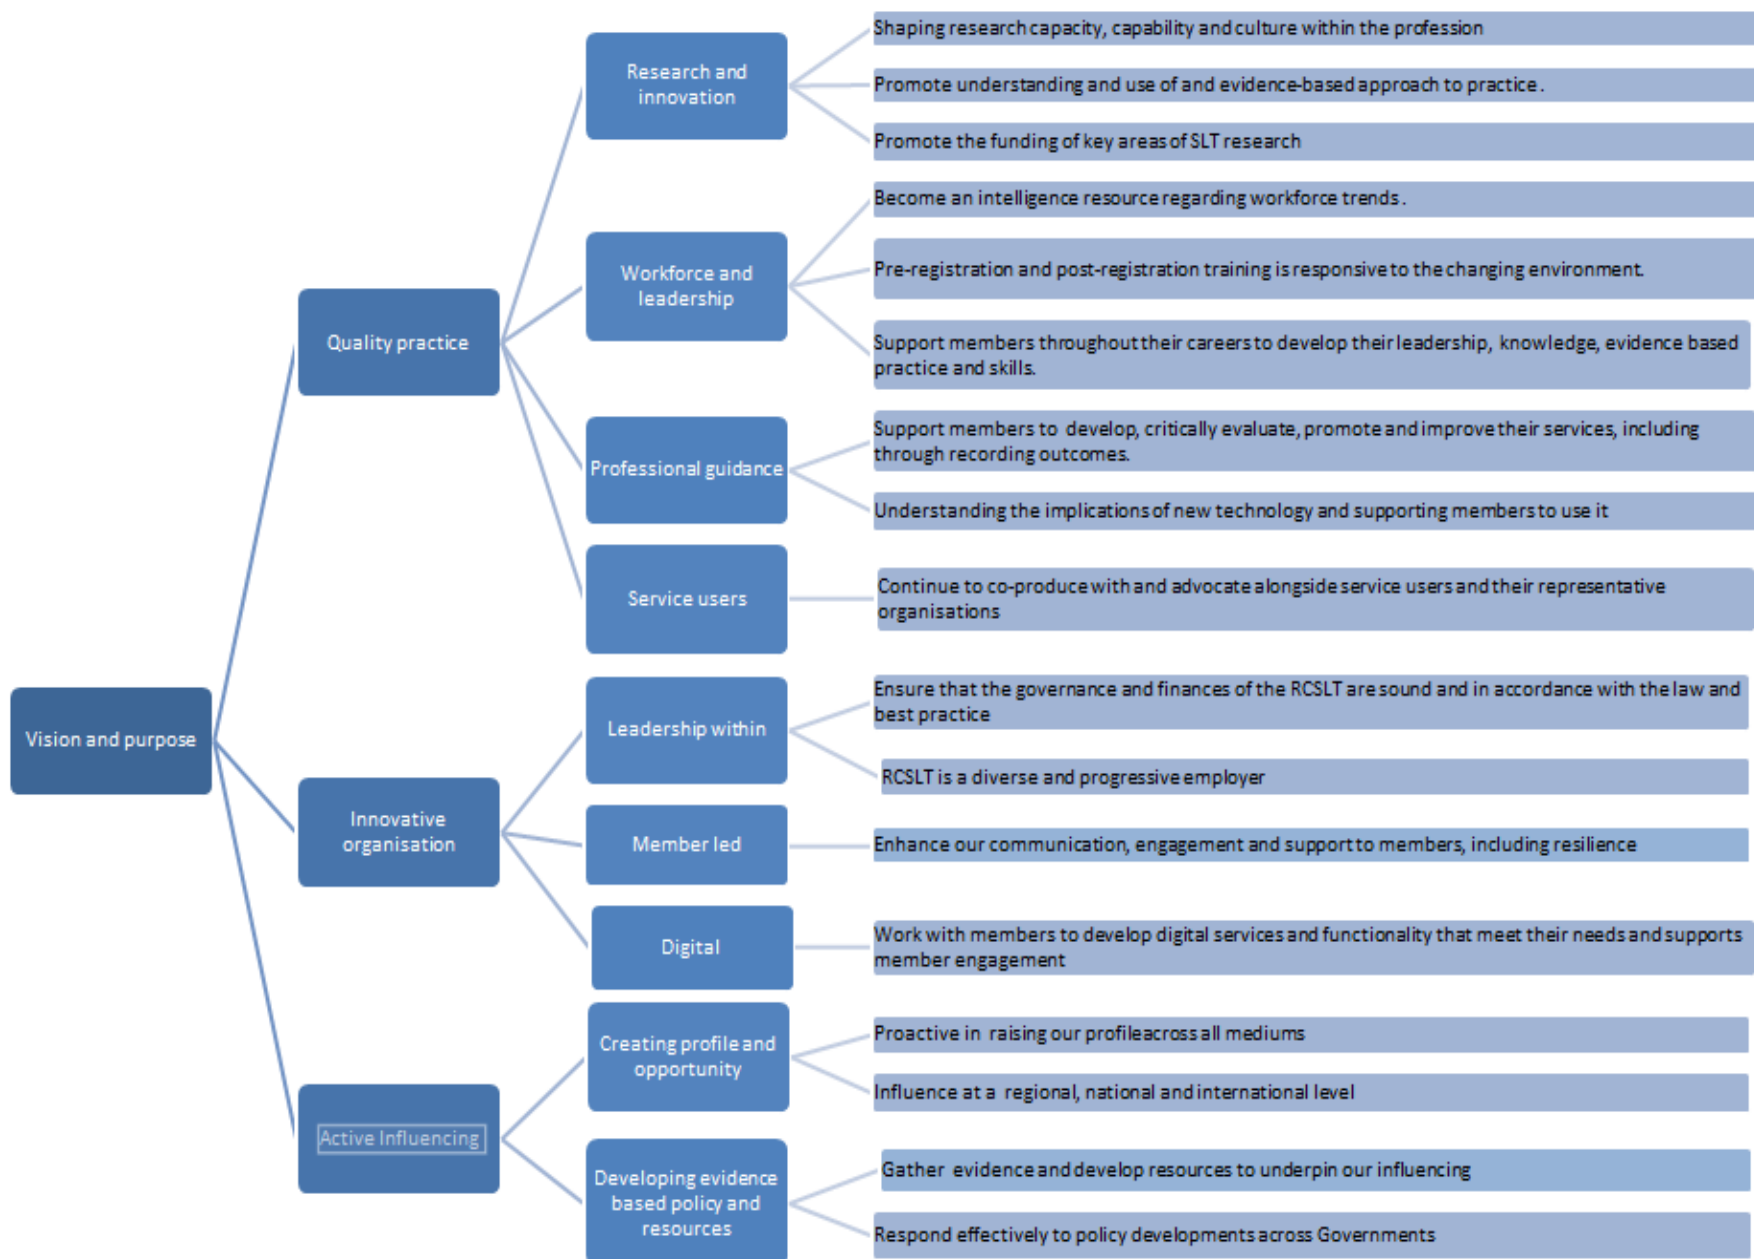 Vision and purpose
Quality practice
Research and
innovation
Shaping research capacity, capability and culture within the profession
Promote understanding and use of and evidence-based approach to practice.
Promote the funding of key areas of SLT research
Workforce and
leadership
Become an intelligence resource regarding workforce trends.
Pre-registration and post-registration training is responsive to the changing environment.
Support members throughout their careers to develop their leadership, knowledge, evidence based
practice and skills.
Professional guidance
Support members to develop, critically evaluate, promote and improve their services, including
through recording outcomes.
Understanding the implications of new technology and supporting members to use it
Service users
Continue to co-produce with and advocate alongside service users and their representative
organisations
Innovative
organisation
Leadership within
Ensure that the governance and finances of the RCSLT are sound and in accordance with the law and
best practice
RCSLT is a diverse and progressive employer
Member led
Enhance our communication, engagement and support to members, including resilience
Digital
Work with members to develop digital services and functionality that meet their needs and supports
member engagement
Active Influencing
Creating profile and
opportunity
Proactive in raising our profileacross all mediums
Influence at a regional, national and international level
Developing evidence
based policy and
resources
Gather evidence and develop resources to underpin our influencing
Respond effectively to policy developments across Governments